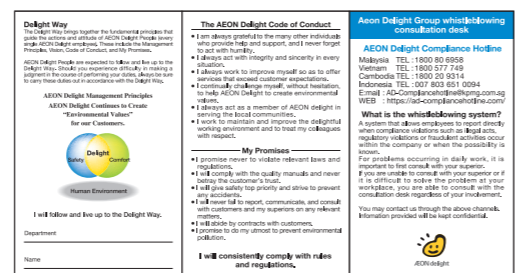 Delight Way
The Delight Way brings together the fundamental principles that
guide the actions and attitude of AEON Delight People (every
single AEON Delight employee). These include the Management
Principles, Vision, Code of Conduct, and My Promises.
AEON Delight People are expected to follow and live up to the
Delight Way. Should you experience difficulty in making a
judgment in the course of performing your duties, always be sure
to carry these duties out in accordance with the Delight Way.
AEON Delight Management Principles
AEON Delight Continues to Create
"Environmental Values"
for our Customers.
Delight
Safety
Comfort
Human Environment
I will follow and live up to the Delight Way.
Department
Name
The AEON Delight Code of Conduct
• I am always grateful to the many other individuals
who provide help and support, and I never forget
to act with humility.
• I always act with integrity and sincerity in every
situation.
• I always work to improve myself so as to offer
services that exceed customer expectations.
• I continually challenge myself, without hesitation,
to help AEON Delight to create environmental
values.
• I always act as a member of AEON delight in
serving the local communities.
• I work to maintain and improve the delightful
working environment and to treat my colleagues
with respect.
My Promises
• I promise never to violate relevant laws and
regulations.
• I will comply with the quality manuals and never
betray the customer's trust.
• I will give safety top priority and strive to prevent
any accidents.
• I will never fail to report, communicate, and consult
with customers and my superiors on any relevant
matters.
• I will abide by contracts with customers.
• I promise to do my utmost to prevent environmental
pollution.
I will consistently comply with rules
and regulations.
Aeon Delight Group whistleblowing
consultation desk
AEON Delight Compliance Hotline
Malaysia TEL :1800 80 6958
Vietnam TEL :1800 577 749
Cambodia TEL :1800 20 9314
Indonesia TEL :007 803 651 0094
E:mail : AD-Compliancehotline@kpmg.com.sg
WEB : https://ad-compliancehotline.com/
What is the whistleblowing system?
A system that allows employees to report directly
when compliance violations such as illegal acts,
regulatory violations or fraudulent activities occur
within the company or when the possibility is
known.
For problems occurring in daily work, it is
important to first consult with your superior.
If you are unable to consult with your superior or if
it is difficult to solve the problem at your
workplace, you are able to contact with the
consultation desk regardless of your involvement.
You may contact us through the above channels.
Information provided will be kept confidential.
ÆON delight